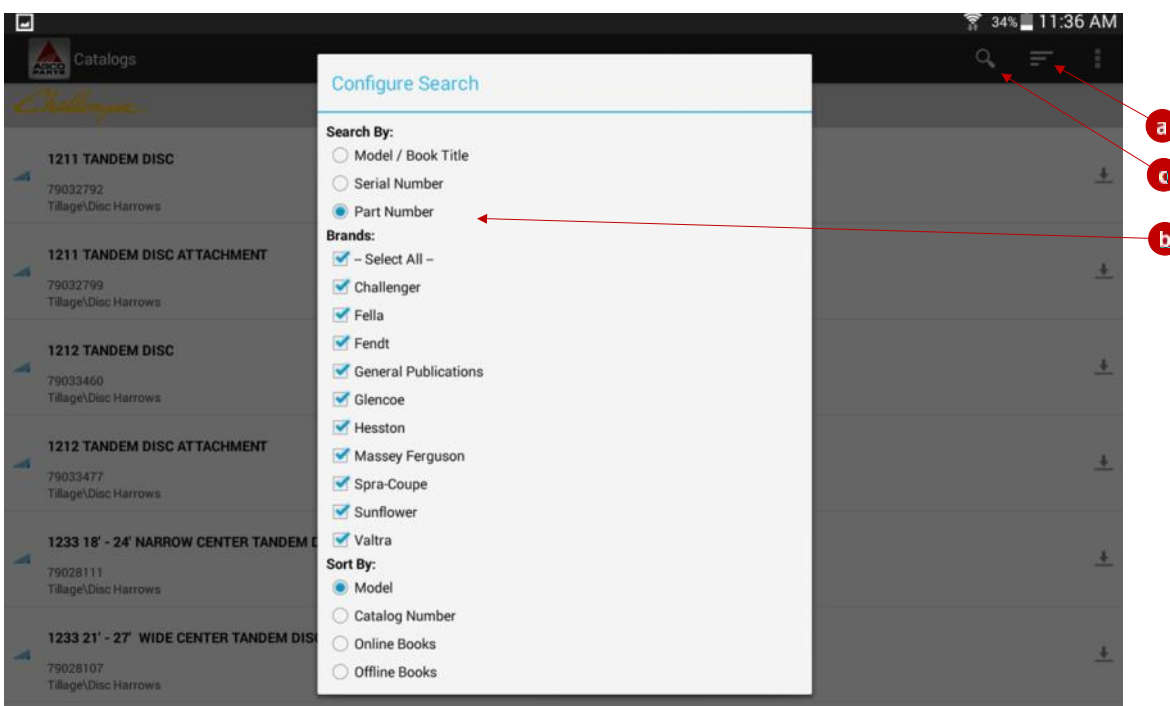 34% 11:36 AM
AGCO
PARTS
Catalogs
Configure Search
Challenger
a
Search By:
Model / Book Title
1211 TANDEM DISC
79032792
Tillage\Disc Harrows
c
Serial Number
Part Number
b
Brands:
1211 TANDEM DISC ATTACHMENT
79032799
Tillage\Disc Harrows
– Select All –
Challenger
Fella
Fendt
1212 TANDEM DISC
79033460
Tillage\Disc Harrows
General Publications
Glencoe
Hesston
1212 TANDEM DISC ATTACHMENT
79033477
Tillage\Disc Harrows
Massey Ferguson
Spra-Coupe
Sunflower
Valtra
1233 18' - 24' NARROW CENTER TANDEM
79028111
Tillage\Disc Harrows
Sort By:
Model
Catalog Number
1233 21' - 27' WIDE CENTER TANDEM DIS
79028107
Tillage\Disc Harrows
Online Books
Offline Books